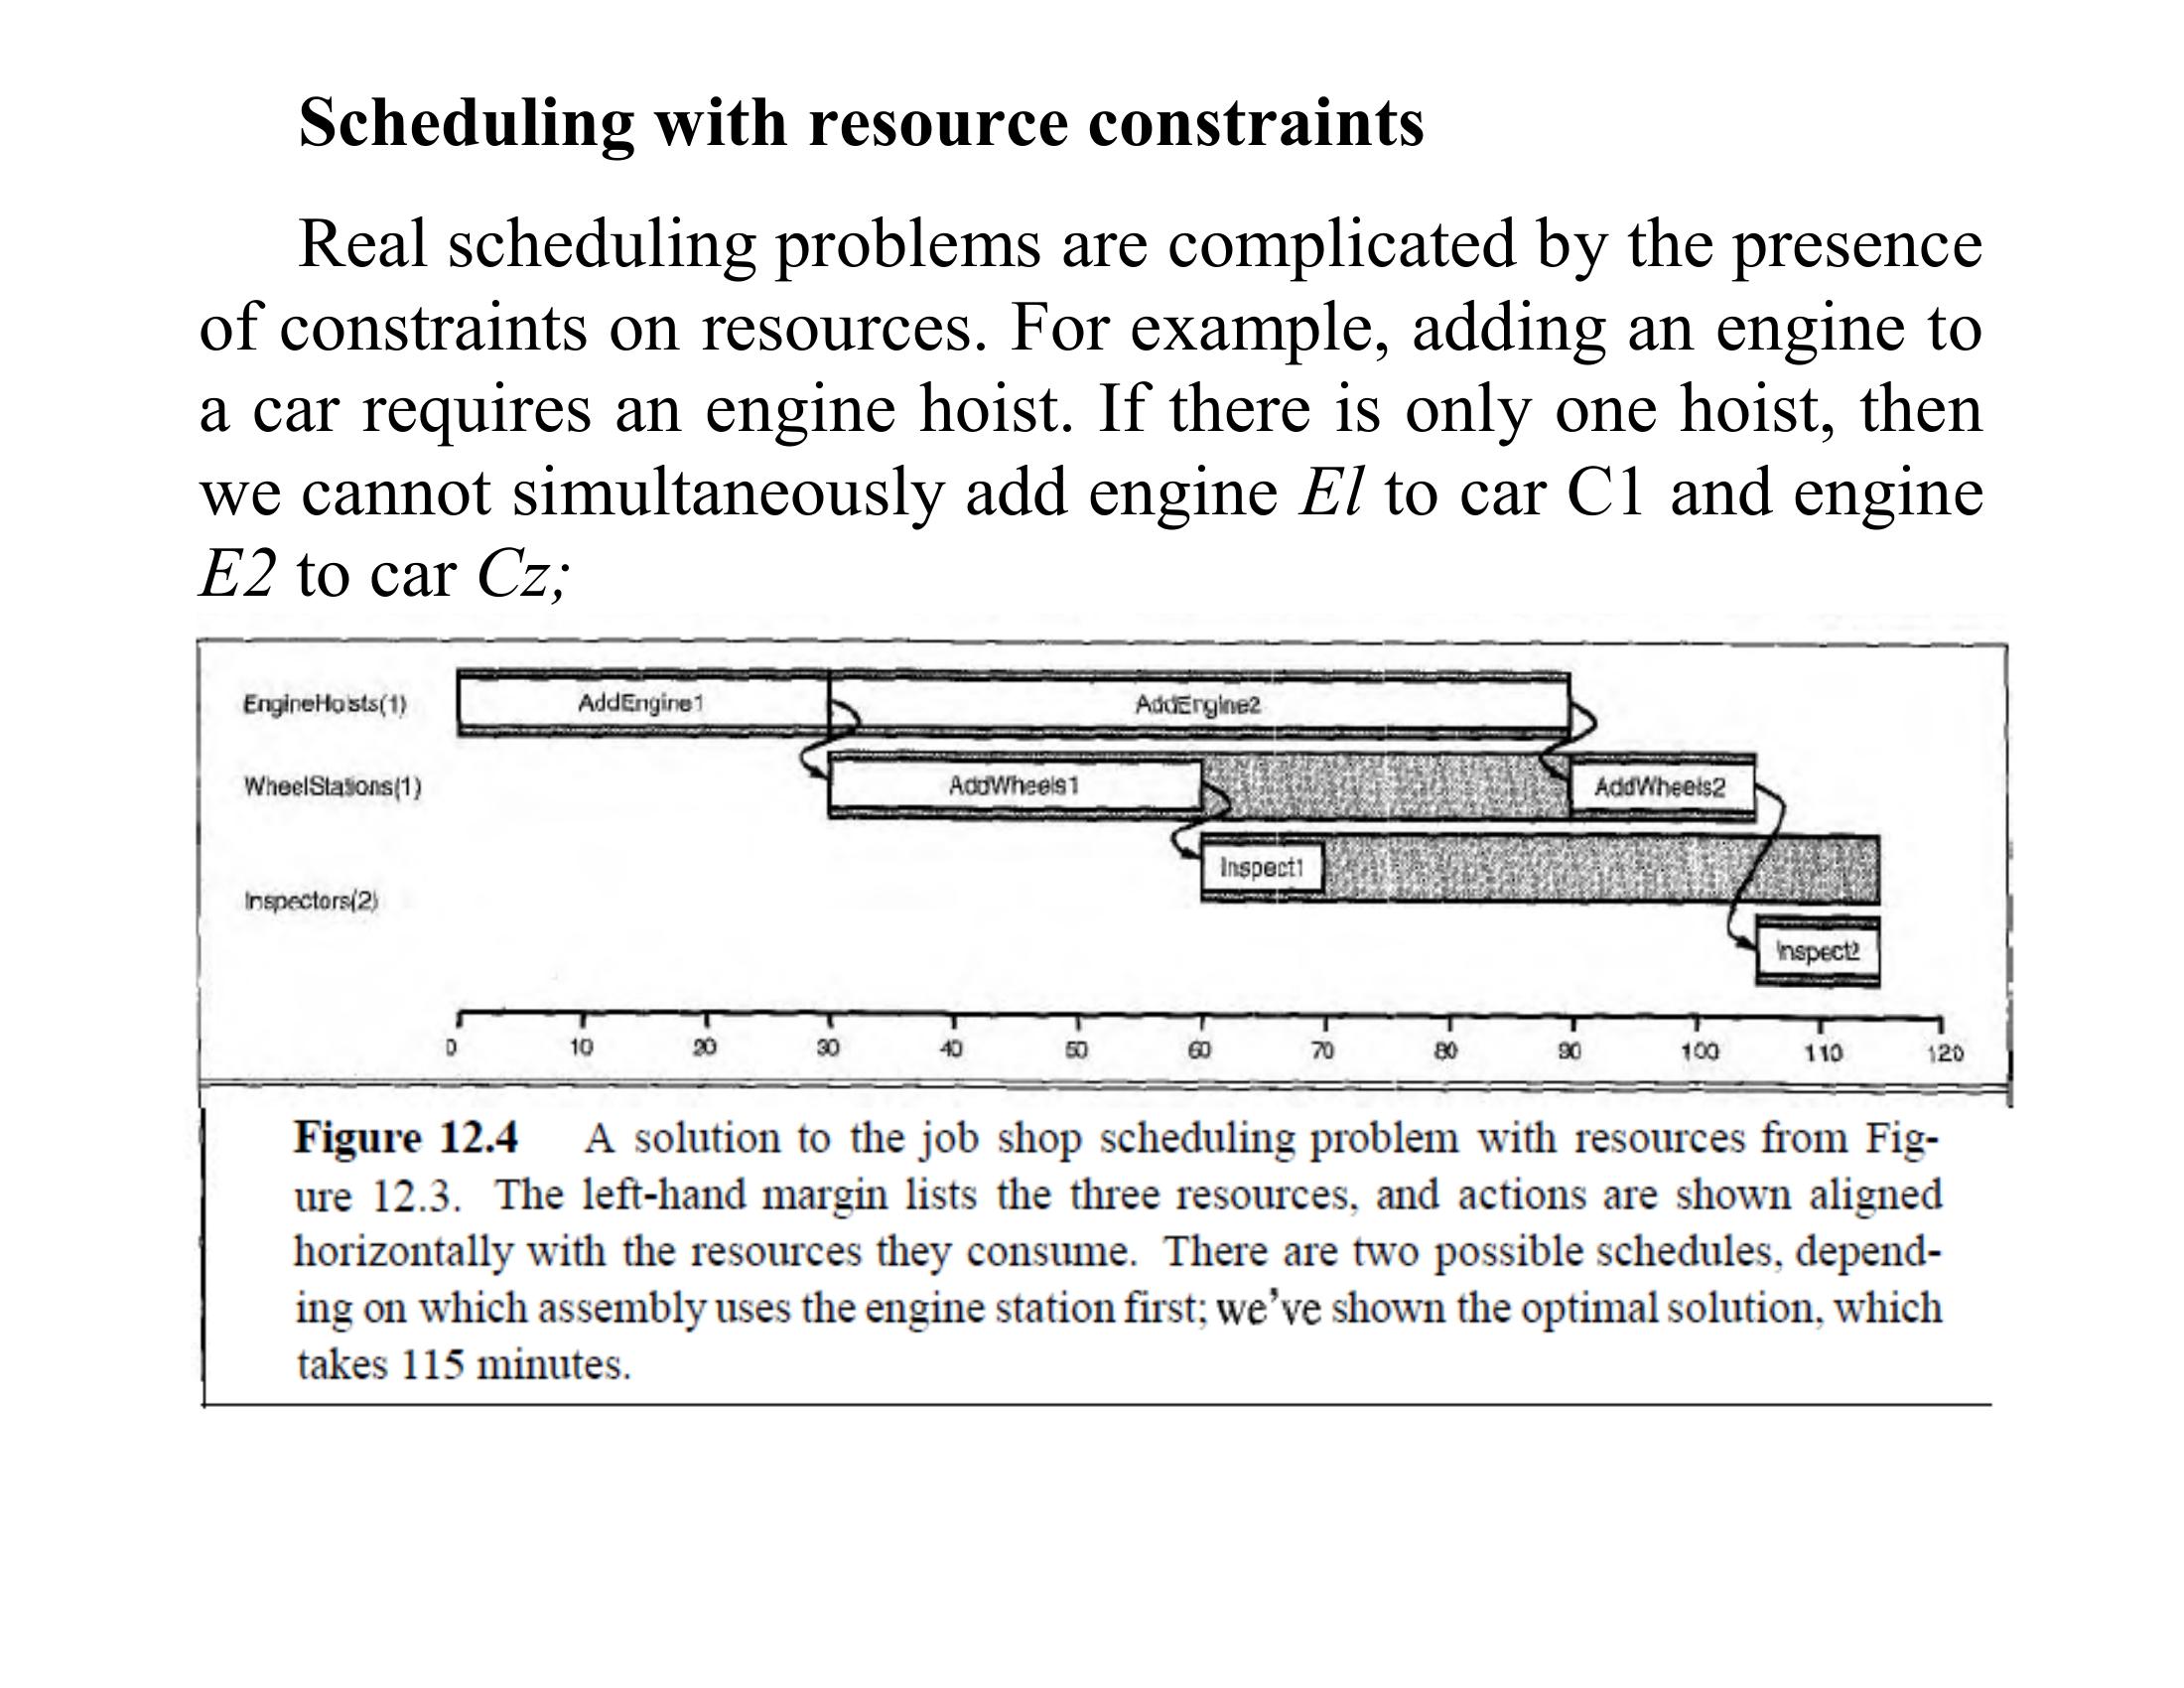 Scheduling with resource constraints
Real scheduling problems are complicated by the presence
of constraints on resources. For example, adding an engine to
a car requires an engine hoist. If there is only one hoist, then
we cannot simultaneously add engine El to car C1 and engine
E2 to car Cz;
EngineHoists(1)
AddEngine1
AddEngine2
WheelStations(1)
AddWheels1
AddWheels2
Inspect1
Inspectors(2)
Inspect2
0 10 20 30 40 50 60 70 80 90 100 110 120
Figure 12.4 A solution to the job shop scheduling problem with resources from Fig-
ure 12.3. The left-hand margin lists the three resources, and actions are shown aligned
horizontally with the resources they consume. There are two possible schedules, depend-
ing on which assembly uses the engine station first; we've shown the optimal solution, which
takes 115 minutes.